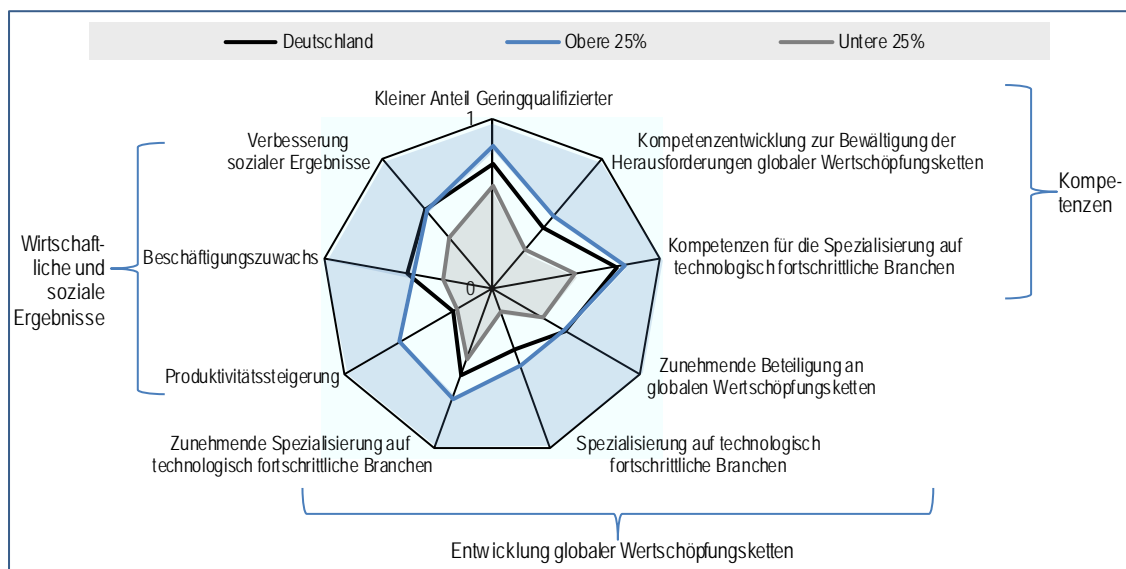 Deutschland
Obere 25%
Untere 25%
Kleiner Anteil Geringqualifizierter
1
Verbesserung
sozialer Ergebnisse
Kompetenzentwicklung zur Bewältigung der
Herausforderungen globaler Wertschöpfungsketten
Kompe-
tenzen
Wirtschaft-
liche und
soziale
Ergebnisse
Beschäftigungszuwachs
Kompetenzen für die Spezialisierung auf
technologisch fortschrittliche Branchen
0
Produktivitätssteigerung
Zunehmende Beteiligung an
globalen Wertschöpfungsketten
Zunehmende Spezialisierung auf
technologisch fortschrittliche Branchen
Spezialisierung auf technologisch
fortschrittliche Branchen
Entwicklung globaler Wertschöpfungsketten